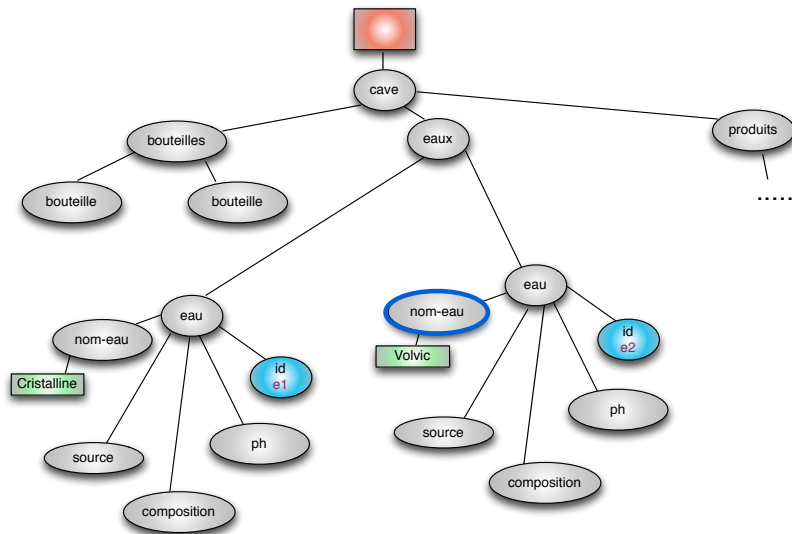 cave
bouteilles
eaux
produits
bouteille
bouteille
.....
eau
eau
nom-eau
nom-eau
id
e2
Cristalline
Volvic
id
e1
ph
source
ph
source
composition
composition